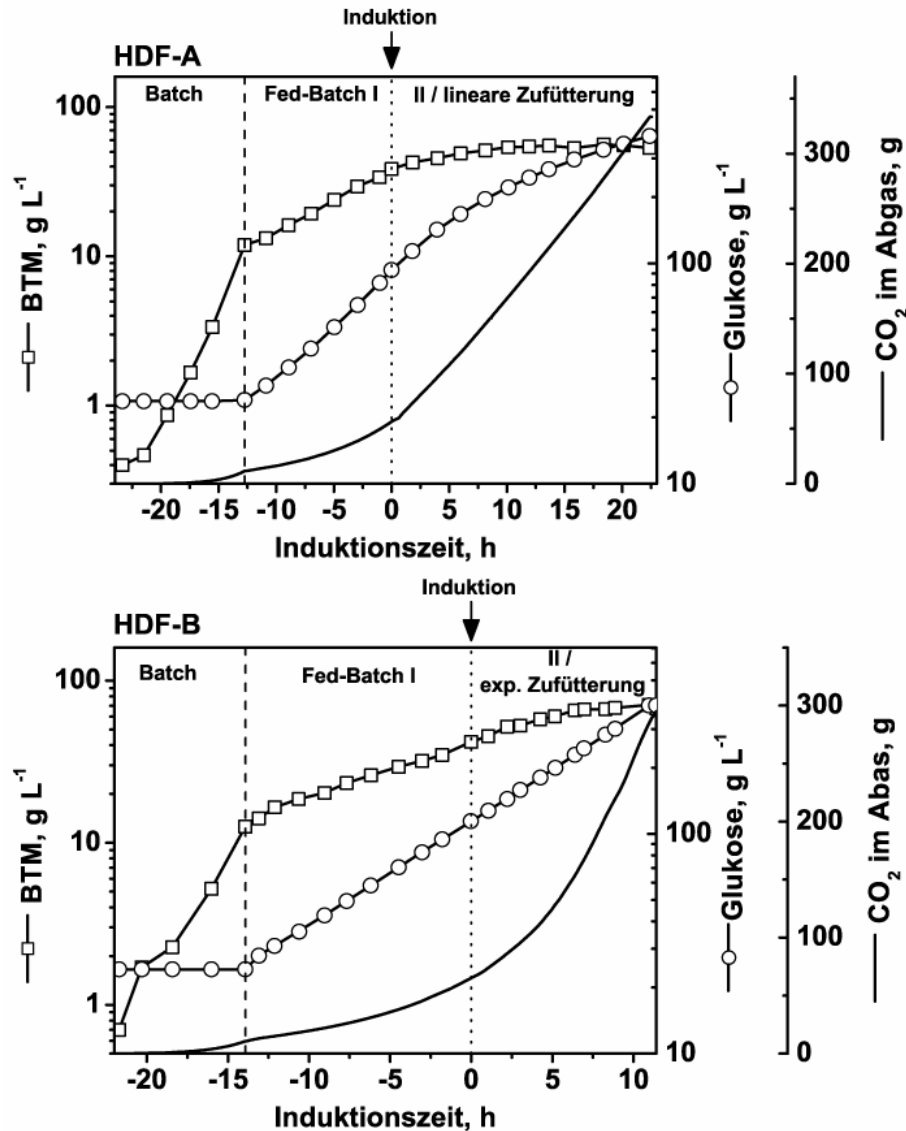 Induktion
HDF-A
Batch
Fed-Batch I
II / lineare Zufütterung
100
10
1
BTM, g L⁻¹
100
10
Glukose, g L⁻¹
300
200
100
0
CO₂ im Abgas, g
-20 -15 -10 -5 0 5 10 15 20
Induktionszeit, h
Induktion
HDF-B
Batch
Fed-Batch I
II /
exp. Zufütterung
100
10
1
BTM, g L⁻¹
100
10
Glukose, g L⁻¹
300
200
100
0
CO₂ im Abas, g
-20 -15 -10 -5 0 5 10
Induktionszeit, h